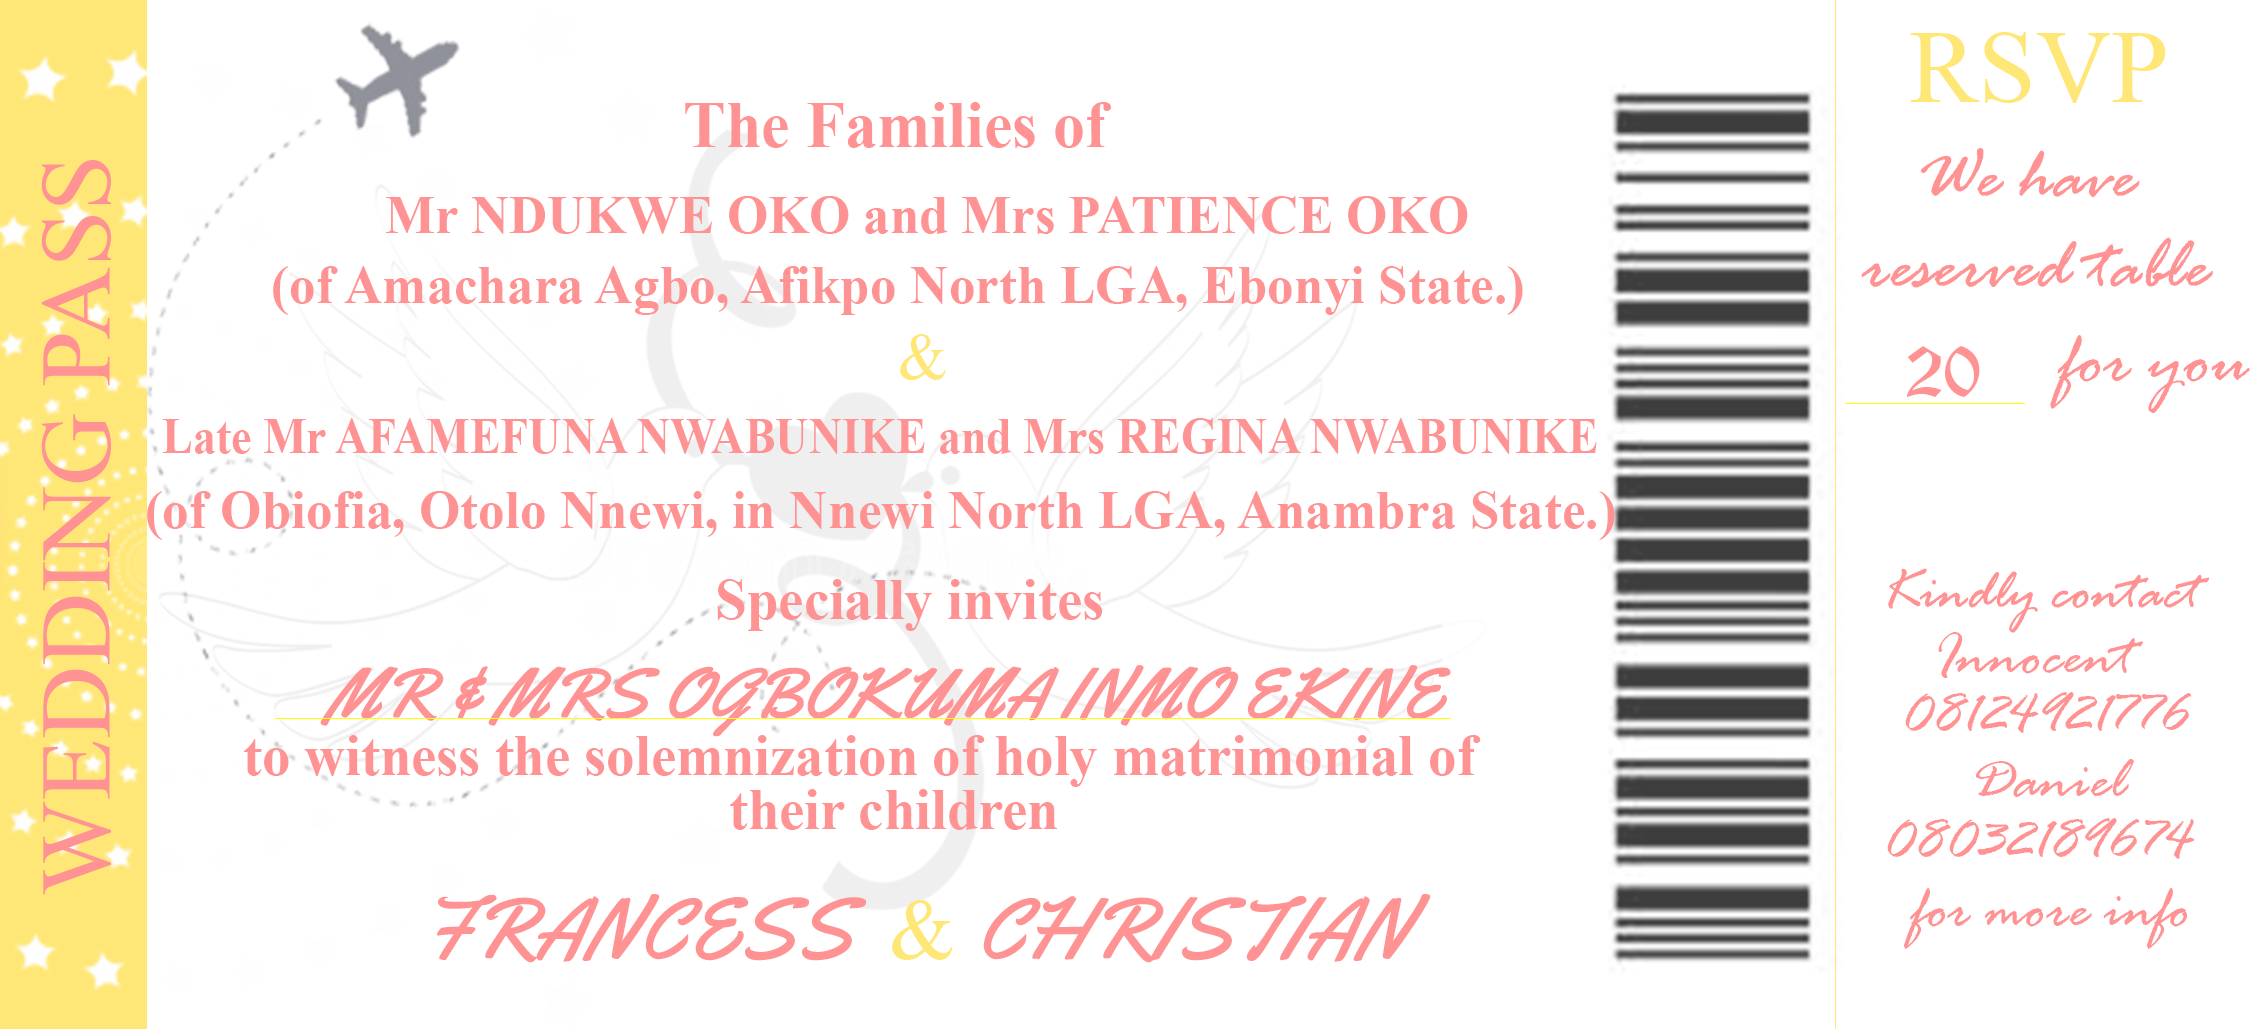 WEDDING PASS
The Families of
Mr NDUKWE OKO and Mrs PATIENCE OKO
(of Amachara Agbo, Afikpo North LGA, Ebonyi State.)
&
Late Mr AFAMEFUNA NWABUNIKE and Mrs REGINA NWABUNIKE
(of Obiofia, Otolo Nnewi, in Nnewi North LGA, Anambra State.)
Specially invites
MR & MRS OGBOKUMA INMO EKINE
to witness the solemnization of holy matrimonial of
their children
FRANCESS & CHRISTIAN
RSVP
We have
reserved table
20 for you
Kindly contact
Innocent
08124921776
Daniel
08032189674
for more info